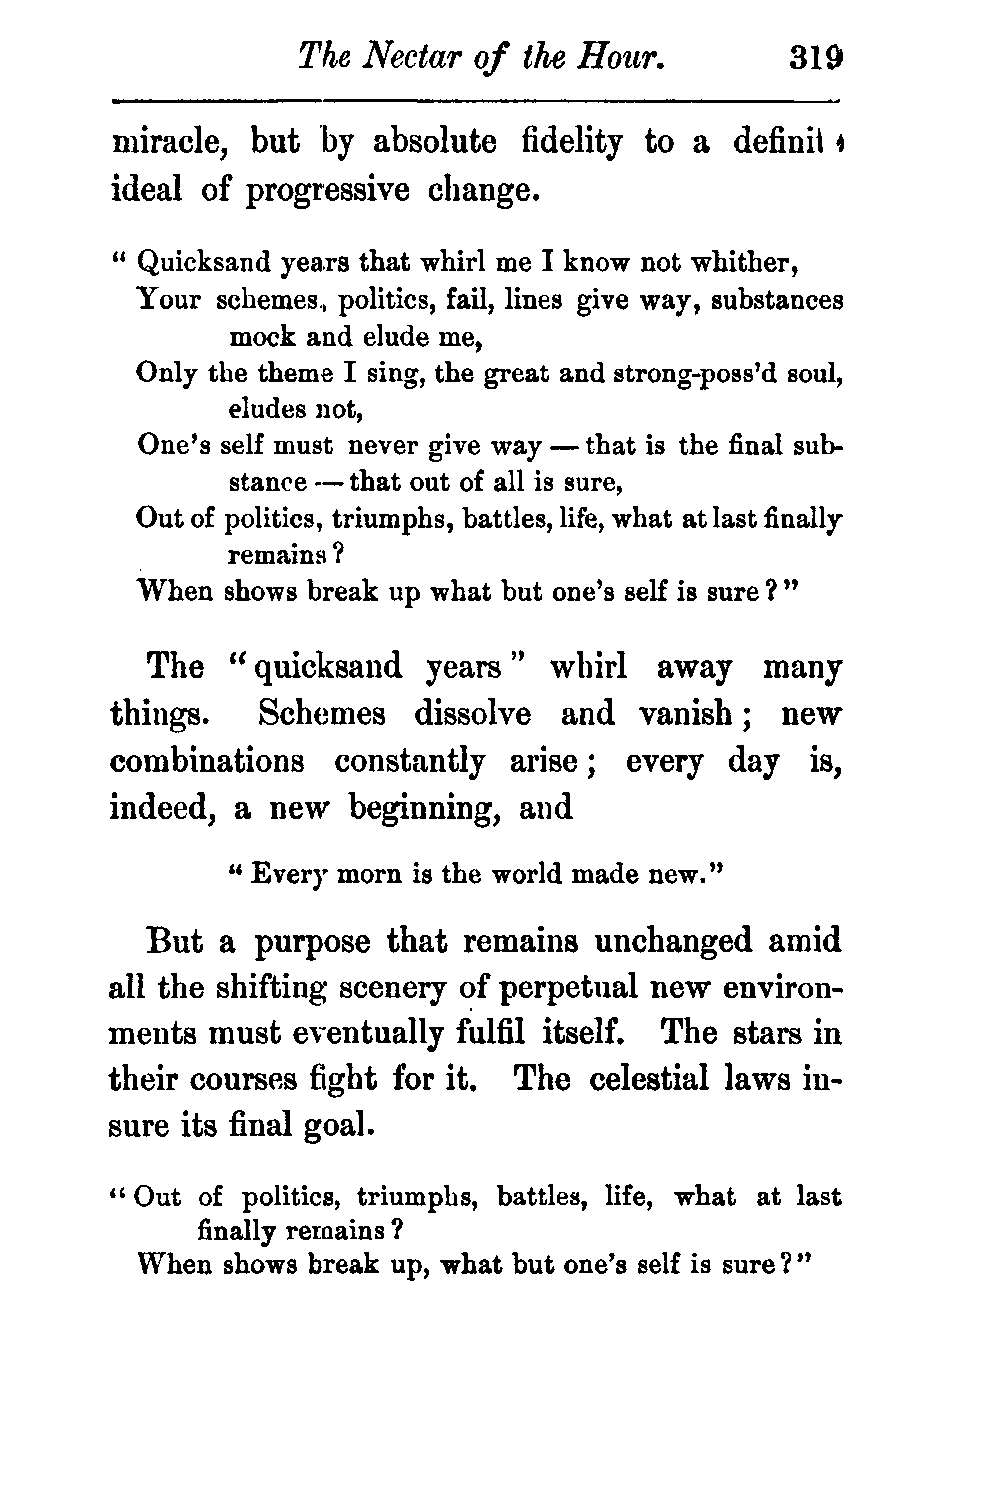 The Nectar of the Hour. 319
miracle, but by absolute fidelity to a definite
ideal of progressive change.
“ Quicksand years that whirl me I know not whither,
Your schemes, politics, fail, lines give way, substances
mock and elude me,
Only the theme I sing, the great and strong-poss’d soul,
eludes not,
One’s self must never give way — that is the final sub-
stance — that out of all is sure,
Out of politics, triumphs, battles, life, what at last finally
remains ?
When shows break up what but one’s self is sure ? ”
The “ quicksand years ” whirl away many
things. Schemes dissolve and vanish ; new
combinations constantly arise ; every day is,
indeed, a new beginning, and
“ Every morn is the world made new.”
But a purpose that remains unchanged amid
all the shifting scenery of perpetual new environ-
ments must eventually fulfil itself. The stars in
their courses fight for it. The celestial laws in-
sure its final goal.
“ Out of politics, triumphs, battles, life, what at last
finally remains ?
When shows break up, what but one’s self is sure ? ”